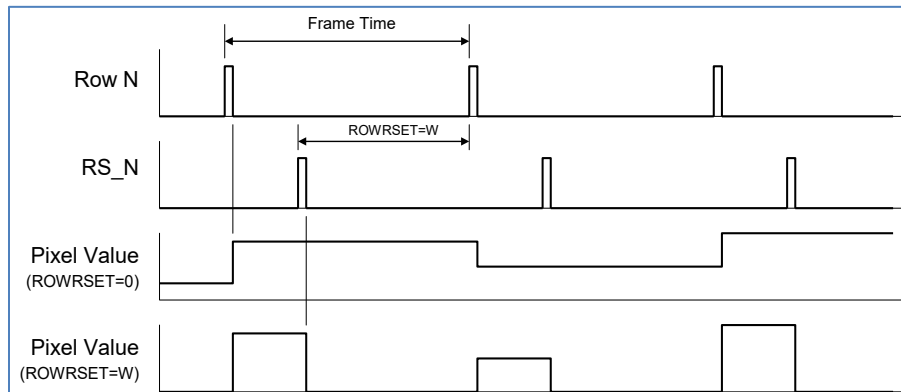 Frame Time
Row N
ROWRSET=W
RS_N
Pixel Value
(ROWRSET=0)
Pixel Value
(ROWRSET=W)